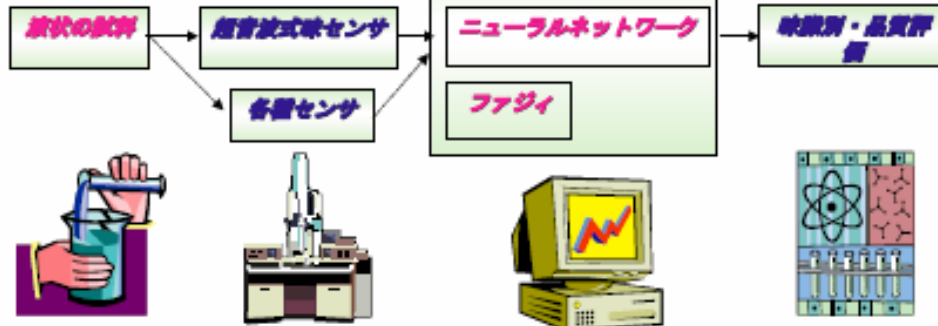 液状の試料
超音波式味センサ
ニューラルネットワーク
味識別・品質評
価
各種センサ
ファジィ